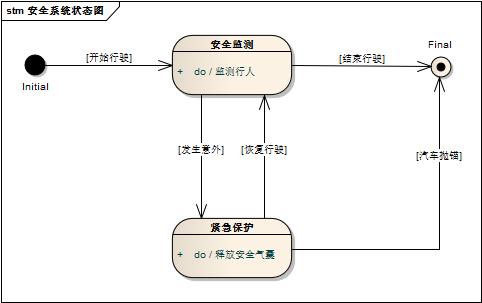 stm 安全系统状态图
安全监测
Final
[开始行驶]
[结束行驶]
+ do / 监测行人
Initial
[发生意外]
[恢复行驶]
[汽车抛锚]
紧急保护
+ do / 释放安全气囊